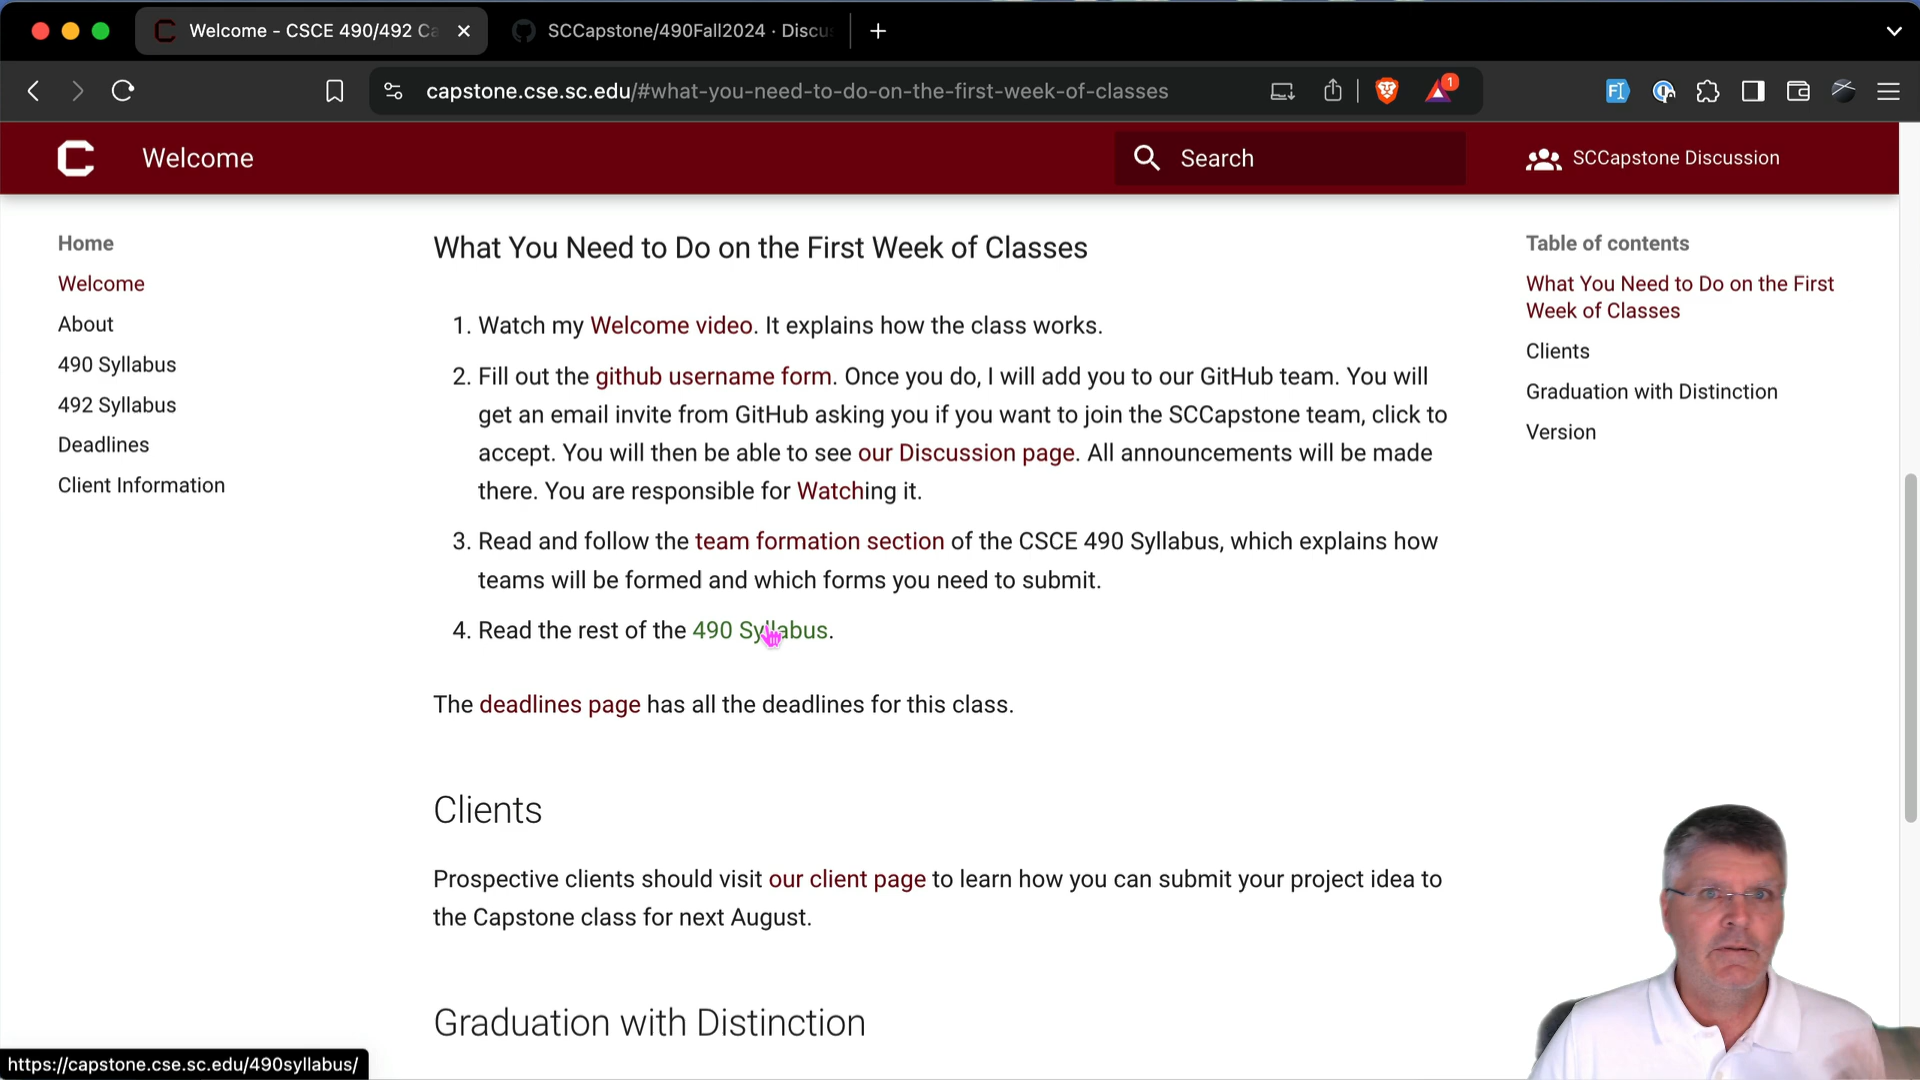 Welcome - CSCE 490/492 Ca
SCCapstone/490Fall2024 · Discu
capstone.cse.sc.edu/#what-you-need-to-do-on-the-first-week-of-classes
1
Welcome
Search
SCCapstone Discussion
Home
Welcome
About
490 Syllabus
492 Syllabus
Deadlines
Client Information
What You Need to Do on the First Week of Classes
1. Watch my Welcome video. It explains how the class works.
2. Fill out the github username form. Once you do, I will add you to our GitHub team. You will
get an email invite from GitHub asking you if you want to join the SCCapstone team, click to
accept. You will then be able to see our Discussion page. All announcements will be made
there. You are responsible for Watching it.
3. Read and follow the team formation section of the CSCE 490 Syllabus, which explains how
teams will be formed and which forms you need to submit.
4. Read the rest of the 490 Syllabus.
The deadlines page has all the deadlines for this class.
Clients
Prospective clients should visit our client page to learn how you can submit your project idea to
the Capstone class for next August.
Graduation with Distinction
Table of contents
What You Need to Do on the First
Week of Classes
Clients
Graduation with Distinction
Version
https://capstone.cse.sc.edu/490syllabus/